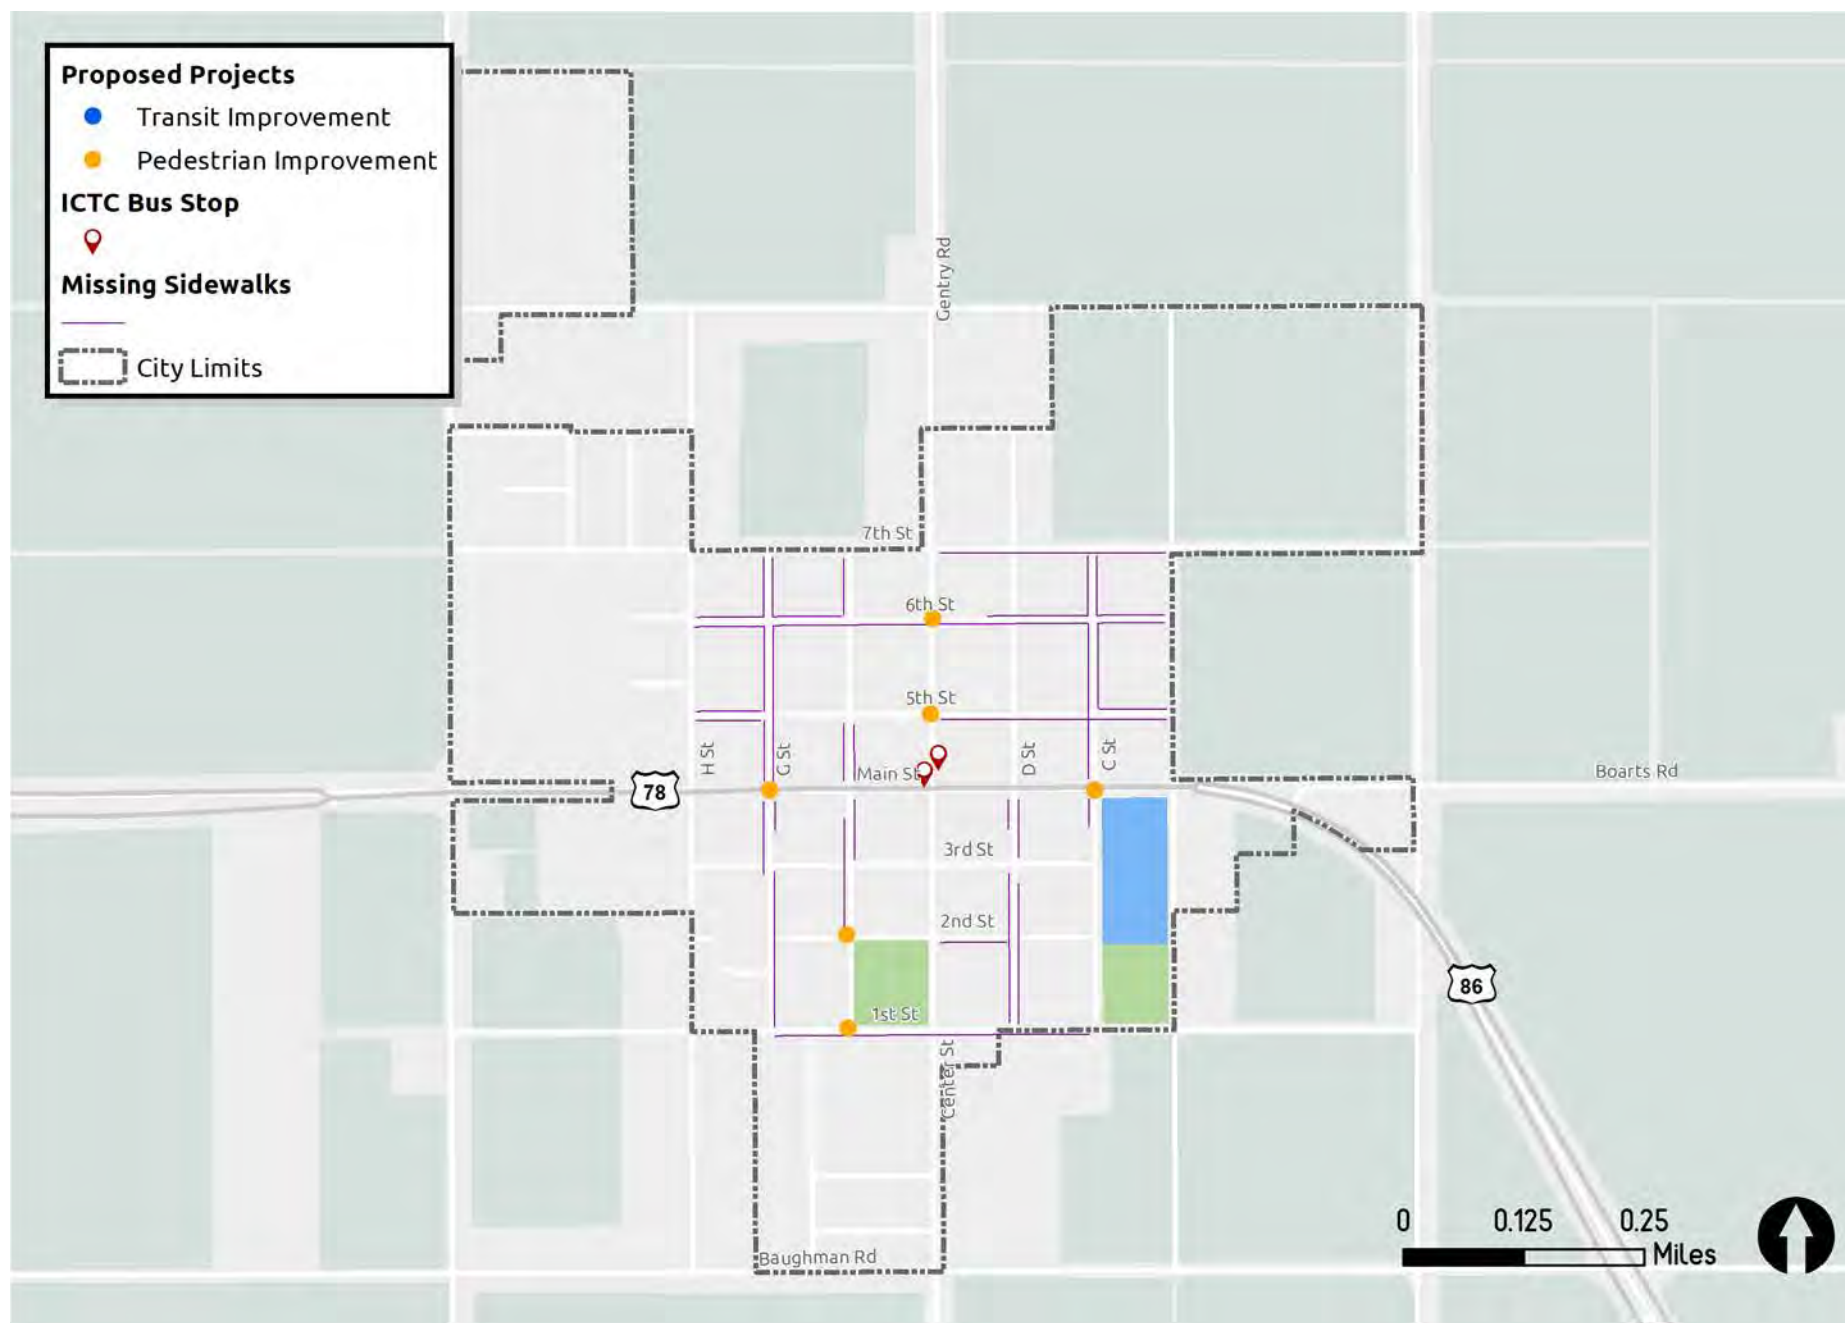 Proposed Projects
Transit Improvement
Pedestrian Improvement
ICTC Bus Stop
Missing Sidewalks
City Limits
Gentry Rd
7th St
6th St
5th St
H St
G St
Main St
D St
C St
Boarts Rd
78
3rd St
2nd St
86
1st St
Center St
Baughman Rd
0 0.125 0.25
Miles